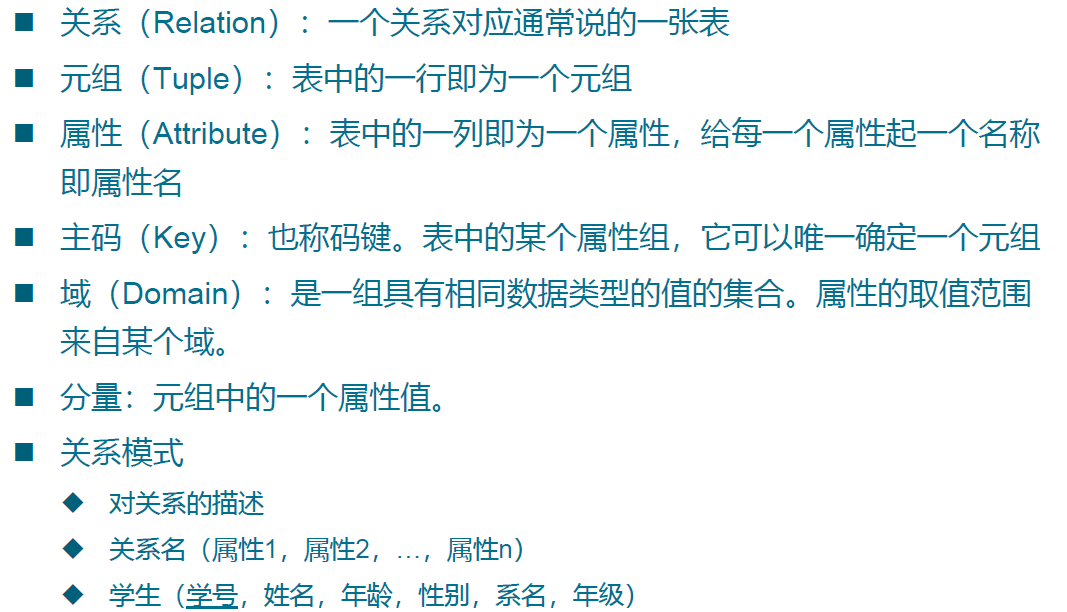 ■ 关系（Relation）：一个关系对应通常说的一张表
■ 元组（Tuple）：表中的一行即为一个元组
■ 属性（Attribute）：表中的一列即为一个属性，给每一个属性起一个名称
即属性名
■ 主码（Key）：也称码键。表中的某个属性组，它可以唯一确定一个元组
■ 域（Domain）：是一组具有相同数据类型的值的集合。属性的取值范围
来自某个域。
■ 分量：元组中的一个属性值。
■ 关系模式
◆ 对关系的描述
◆ 关系名（属性1，属性2，…，属性n）
◆ 学生（学号，姓名，年龄，性别，系名，年级）